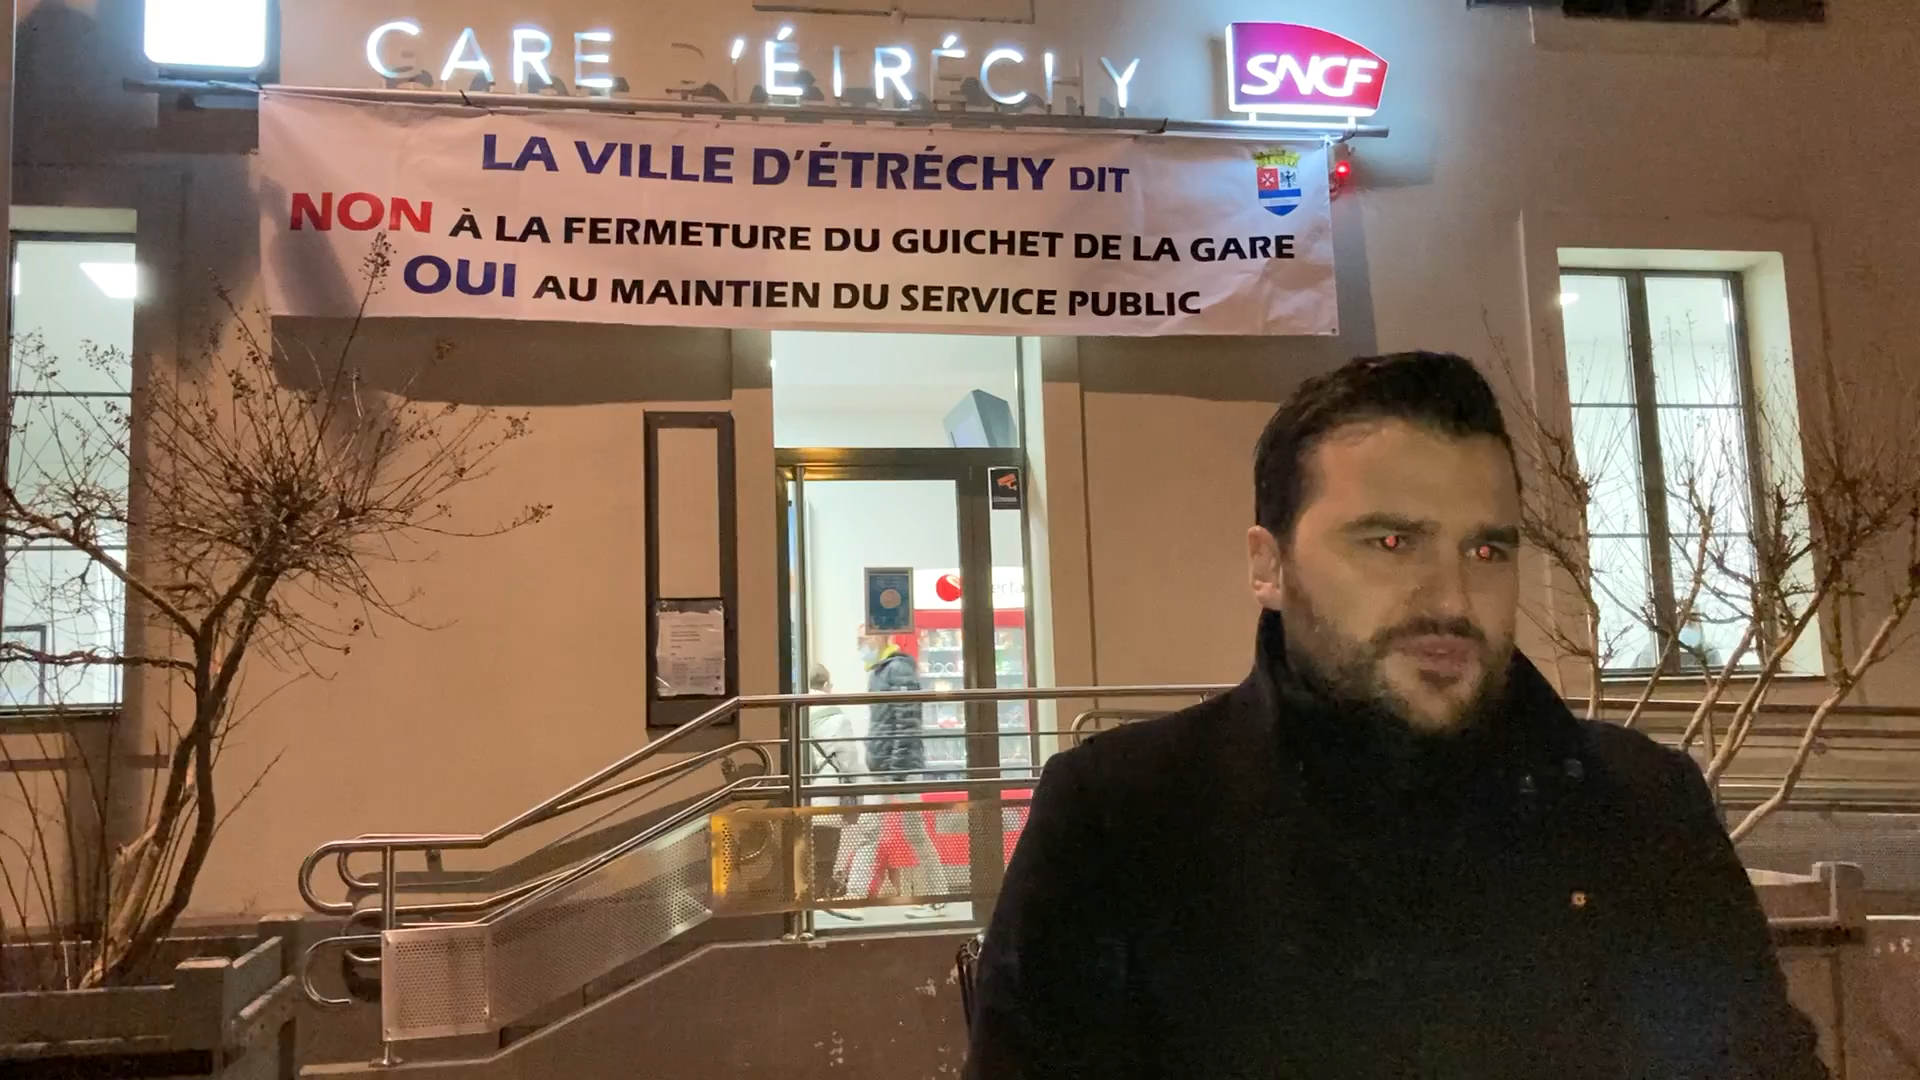 GARE D'ÉTRÉCHY
SNCF
LA VILLE D'ÉTRÉCHY DIT
NON À LA FERMETURE DU GUICHET DE LA GARE
OUI AU MAINTIEN DU SERVICE PUBLIC